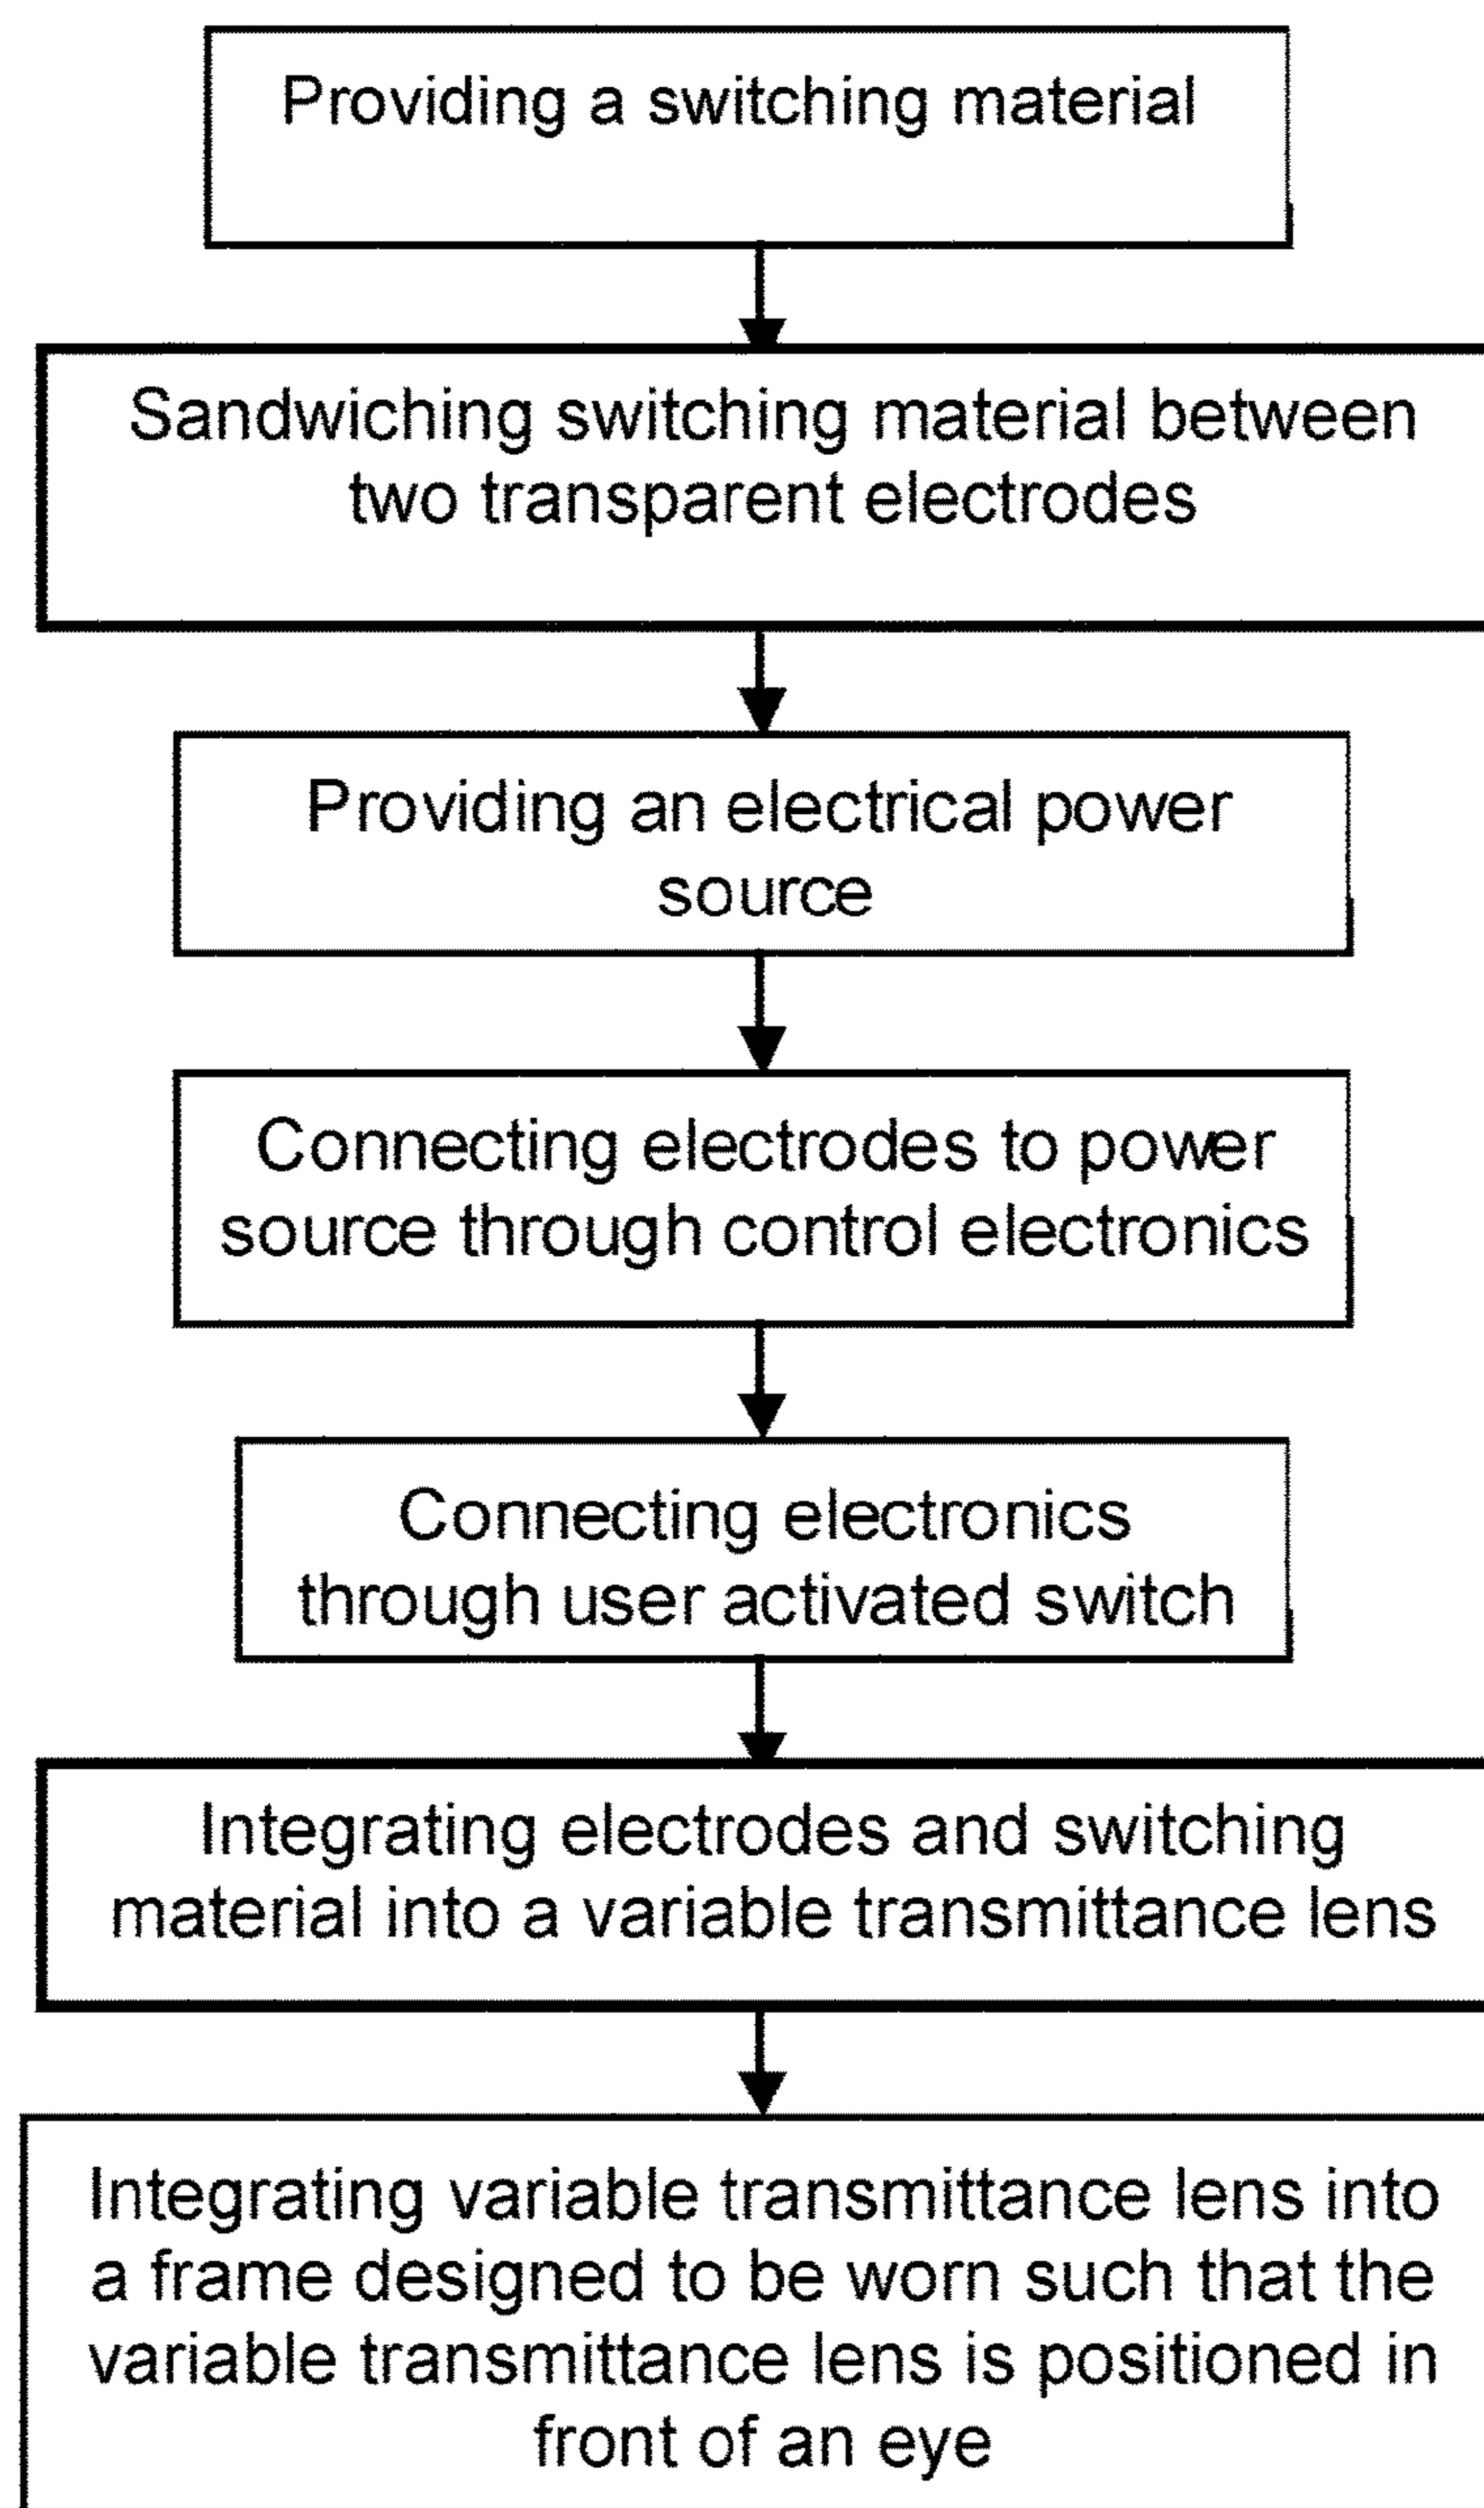 Providing a switching material
Sandwiching switching material between
two transparent electrodes
Providing an electrical power
source
Connecting electrodes to power
source through control electronics
Connecting electronics
through user activated switch
Integrating electrodes and switching
material into a variable transmittance lens
Integrating variable transmittance lens into
a frame designed to be worn such that the
variable transmittance lens is positioned in
front of an eye